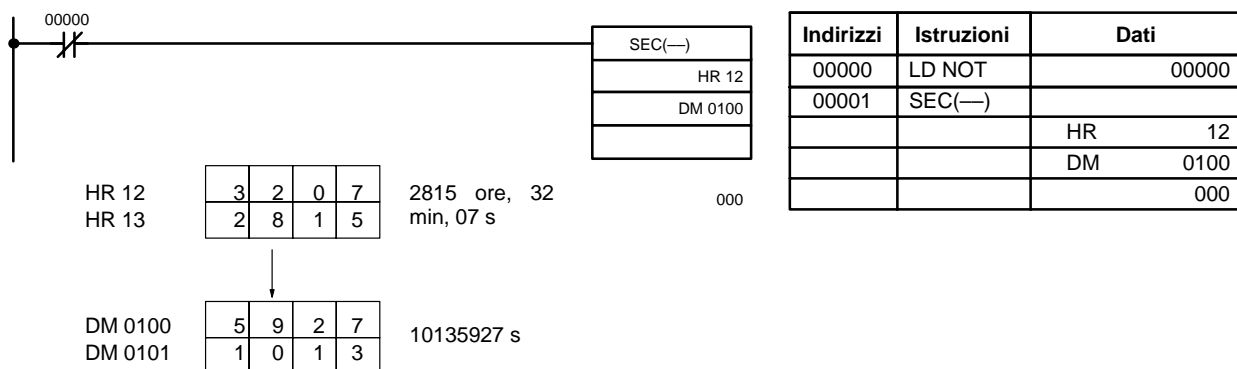 00000
SEC(—)
HR 12
DM 0100
000
Indirizzi Istruzioni Dati
00000 LD NOT 00000
00001 SEC(—)
HR 12
DM 0100
000
HR 12 3 2 0 7 2815 ore, 32
HR 13 2 8 1 5 min, 07 s
DM 0100 5 9 2 7 10135927 s
DM 0101 1 0 1 3